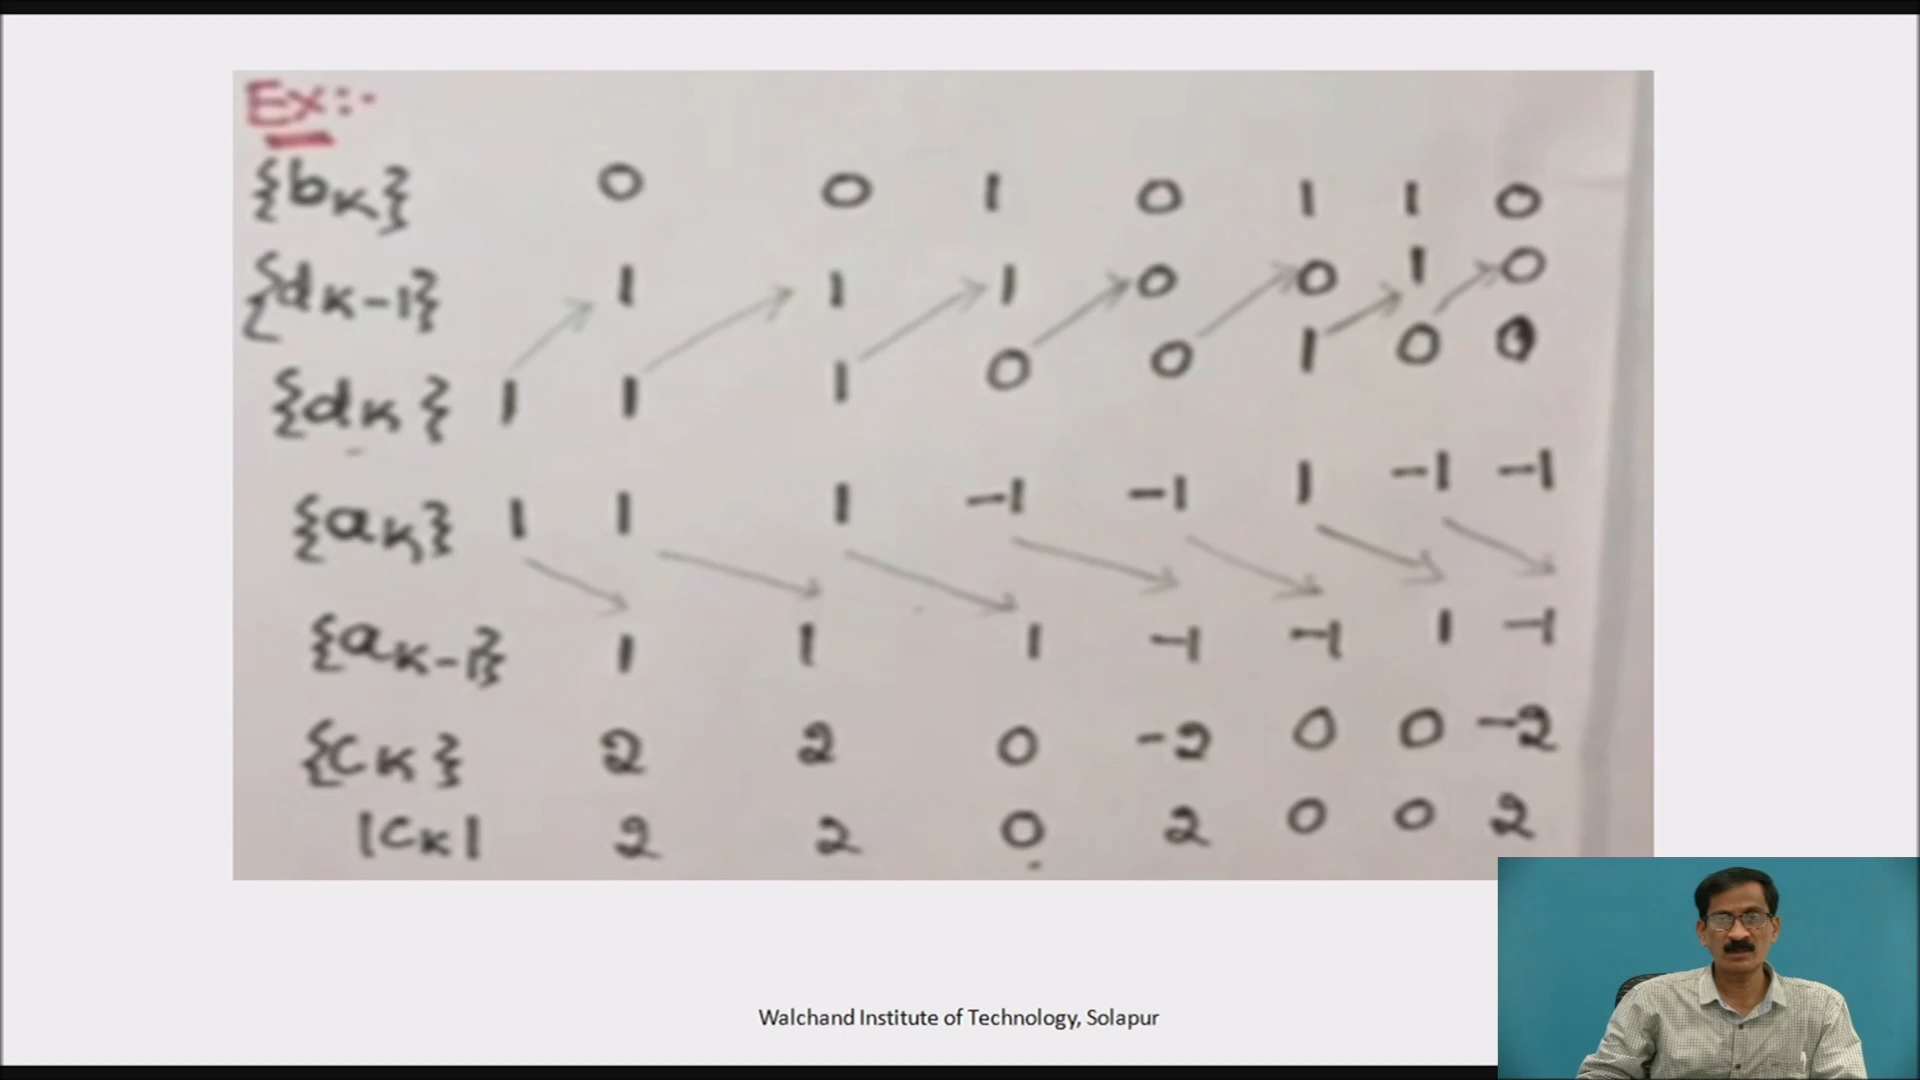 Ex:-
{bK} 0 0 1 0 1 1 0
{dK-1} 1 1 1 0 0 1 0
{dK} 1 1 1 0 0 1 0 0
{aK} 1 1 1 -1 -1 1 -1 -1
{aK-1} 1 1 1 -1 -1 1 -1
{cK} 2 2 0 -2 0 0 -2
|cK| 2 2 0 2 0 0 2
Walchand Institute of Technology, Solapur